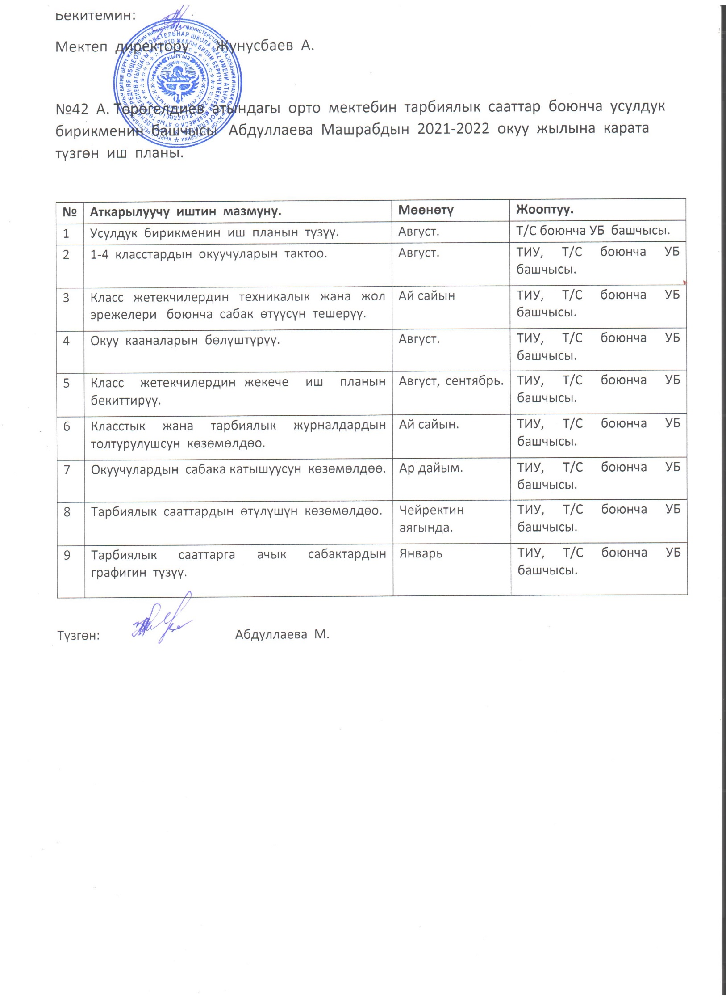 Бекитемин:
Мектеп директору Жунусбаев А.
№42 А. Төрөгелдиев атындагы орто мектебин тарбиялык сааттар боюнча усулдук
бирикменин башчысы Абдуллаева Машрабдын 2021-2022 окуу жылына карата
түзгөн иш планы.
№ Аткарылуучу иштин мазмуну. Мөөнөтү Жооптуу.
1 Усулдук бирикменин иш планын түзүү. Август. Т/С боюнча УБ башчысы.
2 1-4 класстардын окуучуларын тактоо. Август. ТИУ, Т/С боюнча УБ
башчысы.
3 Класс жетекчилердин техникалык жана жол Ай сайын ТИУ, Т/С боюнча УБ
эрежелери боюнча сабак өтүүсүн тешерүү. башчысы.
4 Окуу кааналарын бөлүштүрүү. Август. ТИУ, Т/С боюнча УБ
башчысы.
5 Класс жетекчилердин жекече иш планын Август, сентябрь. ТИУ, Т/С боюнча УБ
бекиттирүү. башчысы.
6 Класстык жана тарбиялык журналдардын Ай сайын. ТИУ, Т/С боюнча УБ
толтурулушсун көзөмөлдөо. башчысы.
7 Окуучулардын сабака катышуусун көзөмөлдөө. Ар дайым. ТИУ, Т/С боюнча УБ
башчысы.
8 Тарбиялык сааттардын өтүлүшүн көзөмөлдөо. Чейректин ТИУ, Т/С боюнча УБ
аягында. башчысы.
9 Тарбиялык сааттарга ачык сабактардын Январь ТИУ, Т/С боюнча УБ
графигин түзүү. башчысы.
Түзгөн: Абдуллаева М.